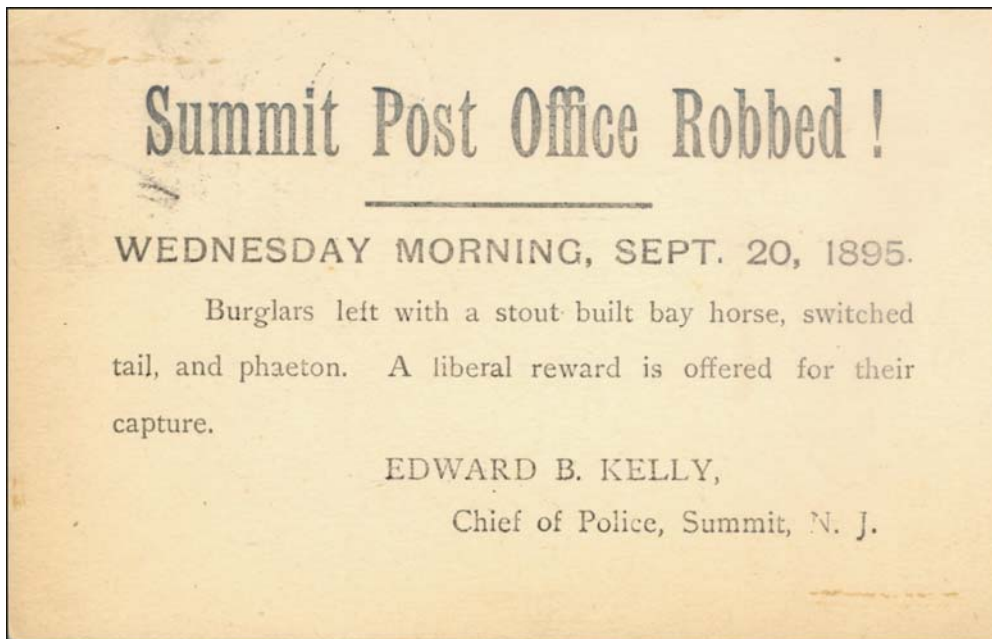 Summit Post Office Robbed !
WEDNESDAY MORNING, SEPT. 20, 1895.
Burglars left with a stout built bay horse, switched
tail, and phaeton. A liberal reward is offered for their
capture.
EDWARD B. KELLY,
Chief of Police, Summit, N. J.